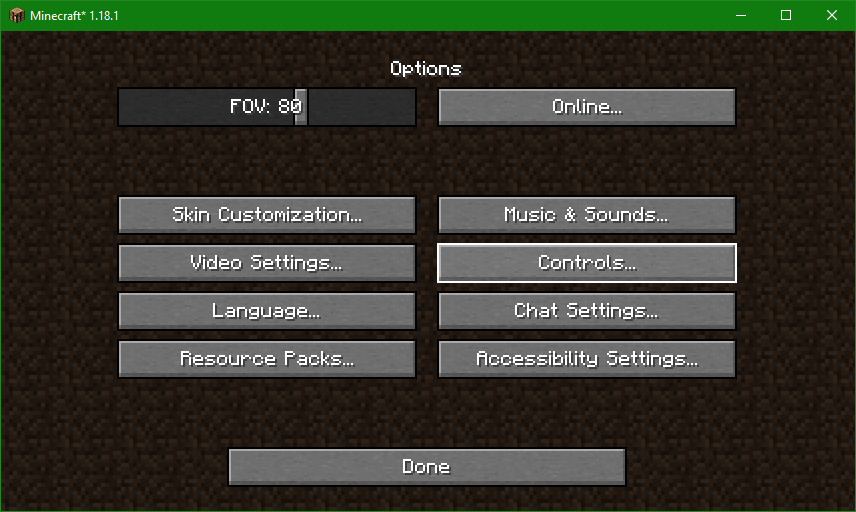 Minecraft* 1.18.1
Options
FOV: 80
Online...
Skin Customization...
Music & Sounds...
Video Settings...
Controls...
Language...
Chat Settings...
Resource Packs...
Accessibility Settings...
Done